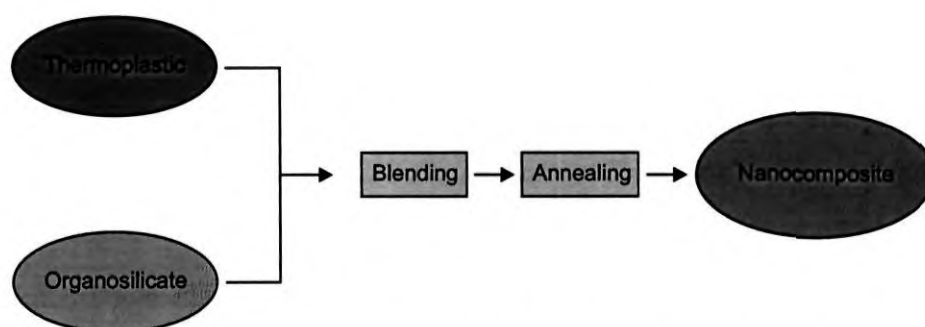 Thermoplastic
Blending
Annealing
Nanocomposite
Organosilicate